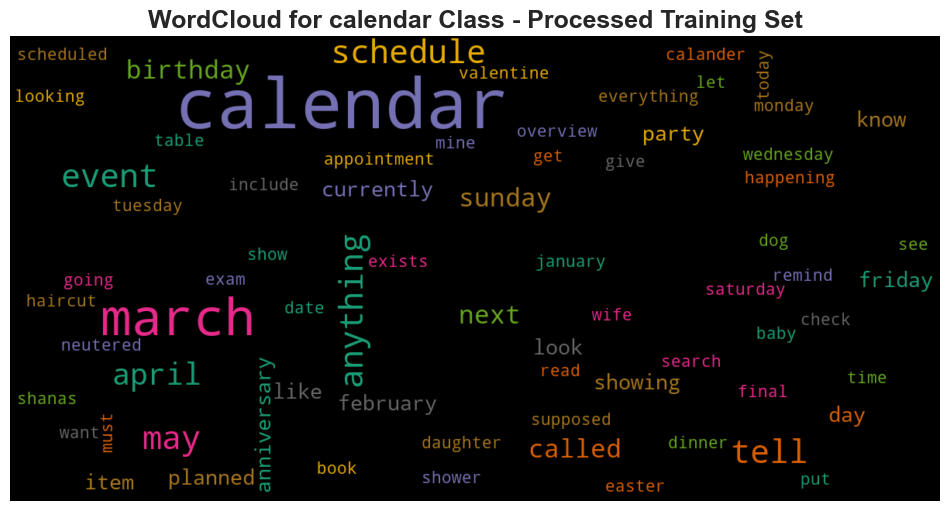 WordCloud for calendar Class - Processed Training Set
scheduled
schedule
calander
birthday
valentine
let
today
looking
calendar
everything
monday
know
table
mine
overview
party
appointment
get
give
wednesday
event
include
currently
sunday
happening
tuesday
dog
see
show
anything
exists
january
going
exam
remind
friday
haircut
date
saturday
march
next
wife
check
neutered
look
baby
search
april
anniversary
like
read
showing
final
time
shanas
february
day
want
must
may
supposed
daughter
called
dinner
tell
item
planned
book
shower
easter
put